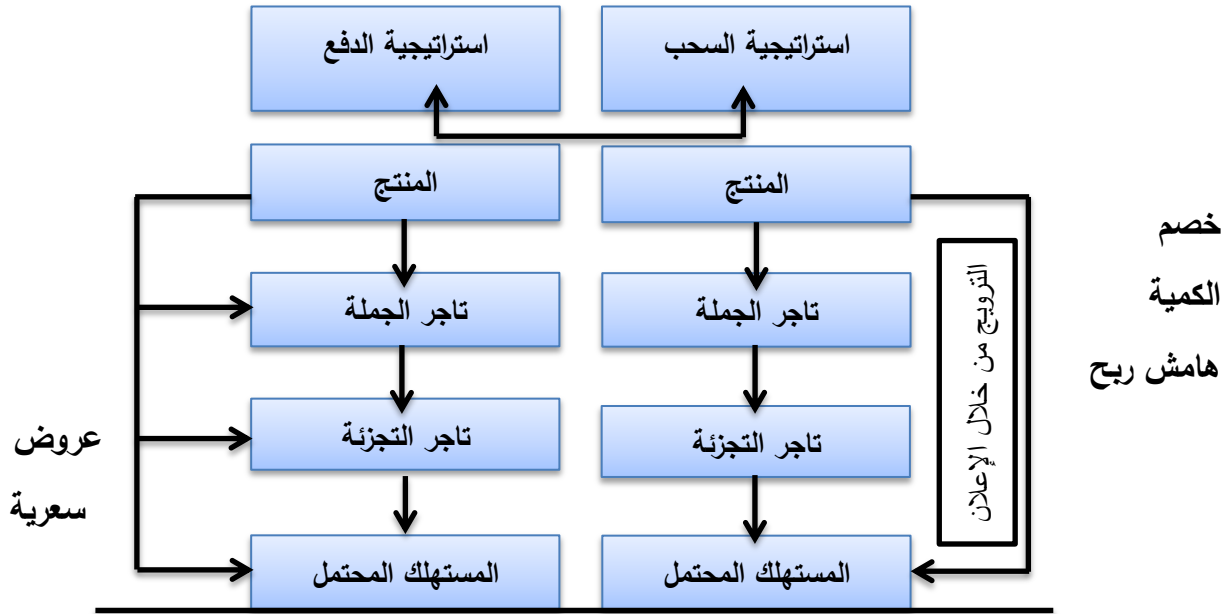 استراتيجية السحب
استراتيجية الدفع
المنتج
المنتج
خصم
الكمية
هامش ربح
الترويج من خلال الإعلان
تاجر الجملة
تاجر الجملة
تاجر التجزئة
تاجر التجزئة
عروض
سعرية
المستهلك المحتمل
المستهلك المحتمل